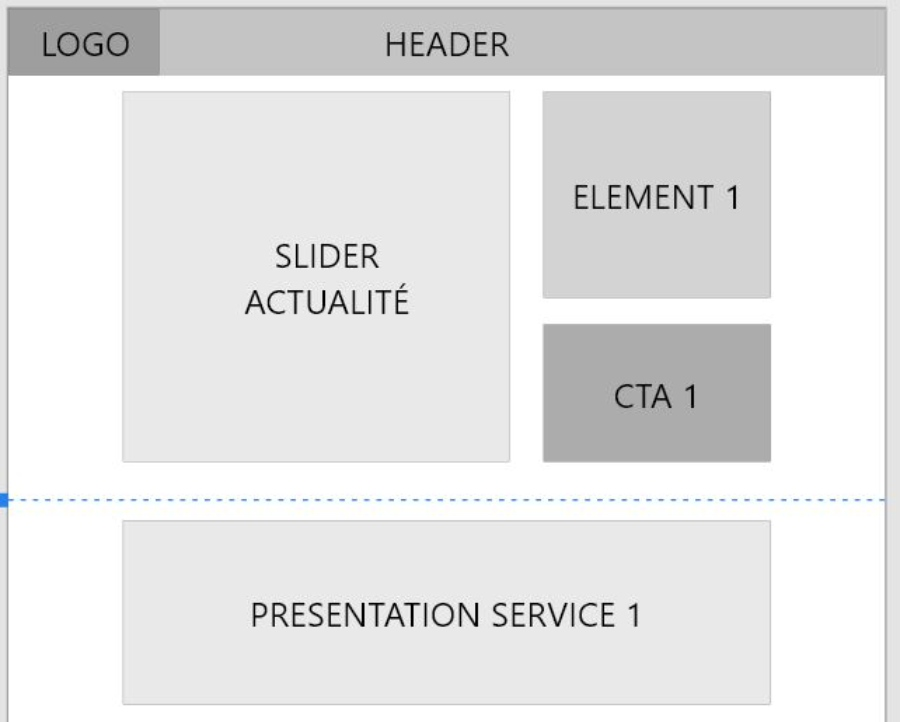 LOGO
HEADER
SLIDER
ACTUALITÉ
ELEMENT 1
CTA 1
PRESENTATION SERVICE 1